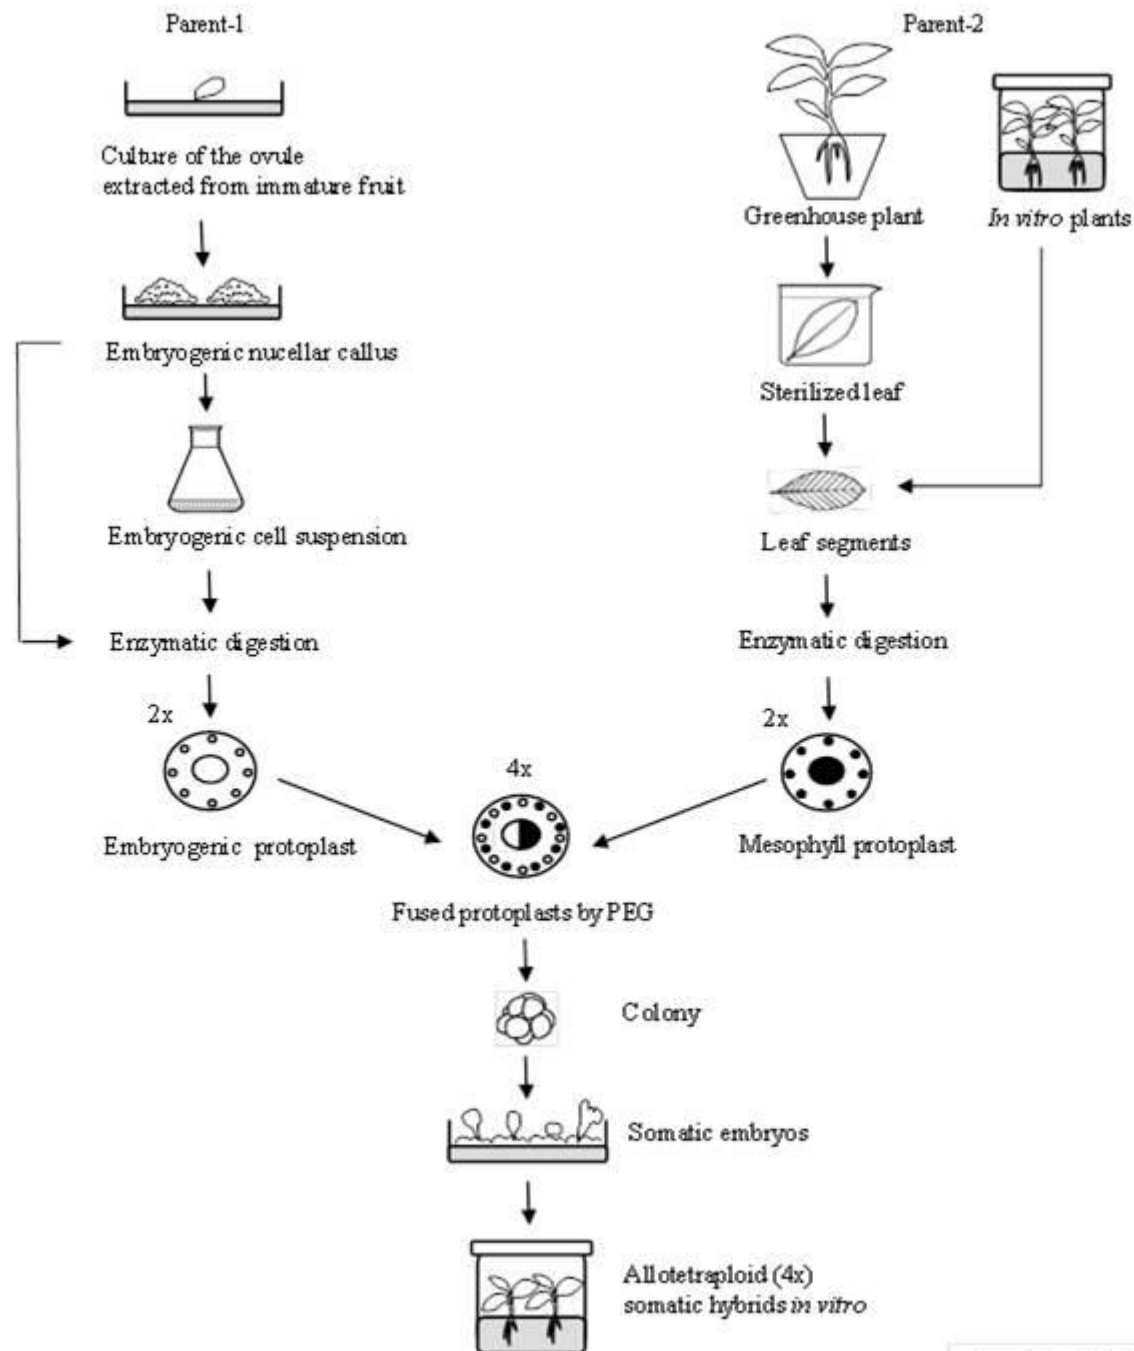 Parent-1
Parent-2
Culture of the ovule
extracted from immature fruit
Greenhouse plant
In vitro plants
Embryogenic nucellar callus
Sterilized leaf
Embryogenic cell suspension
Leaf segments
Enzymatic digestion
Enzymatic digestion
2x
2x
4x
Embryogenic protoplast
Mesophyll protoplast
Fused protoplasts by PEG
Colony
Somatic embryos
Allotetraploid (4x)
somatic hybrids in vitro